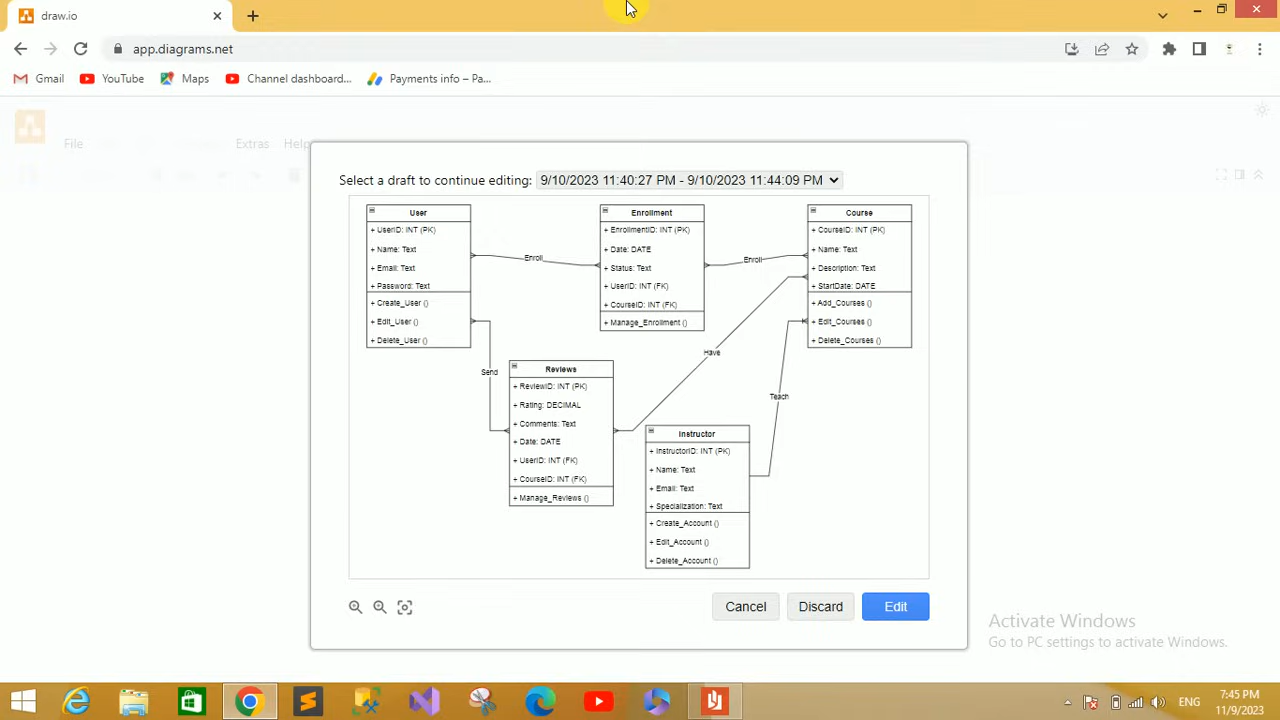 draw.io
app.diagrams.net
Gmail
YouTube
Maps
Channel dashboard...
Payments info – Pa...
File
Extras
Help
Select a draft to continue editing: 9/10/2023 11:40:27 PM - 9/10/2023 11:44:09 PM
User
+ UserID: INT (PK)
+ Name: Text
+ Email: Text
+ Password: Text
+ Create_User ()
+ Edit_User ()
+ Delete_User ()
Enroll
Enrollment
+ EnrollmentID: INT (PK)
+ Date: DATE
+ Status: Text
+ UserID: INT (FK)
+ CourseID: INT (FK)
+ Manage_Enrollment ()
Enroll
Course
+ CourseID: INT (PK)
+ Name: Text
+ Description: Text
+ StartDate: DATE
+ Add_Courses ()
+ Edit_Courses ()
+ Delete_Courses ()
Send
Have
Teach
Reviews
+ ReviewID: INT (PK)
+ Rating: DECIMAL
+ Comments: Text
+ Date: DATE
+ UserID: INT (FK)
+ CourseID: INT (FK)
+ Manage_Reviews ()
Instructor
+ InstructorID: INT (PK)
+ Name: Text
+ Email: Text
+ Specialization: Text
+ Create_Account ()
+ Edit_Account ()
+ Delete_Account ()
Cancel
Discard
Edit
Activate Windows
Go to PC settings to activate Windows.
ENG
7:45 PM
11/9/2023